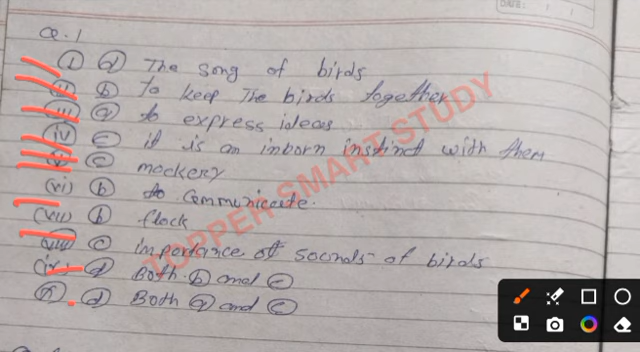 DATE:
Q.1
(i) (a) The song of birds
(ii) (b) To keep The birds together
(iii) (a) to express ideas
(iv) (c) it is an inborn instinct with them
(v) (c) mockery
(vi) (b) to communicate.
(vii) (b) flock
(viii) (c) importance of sounds of birds
(ix) (d) Both (b) and (c)
(x) (d) Both (a) and (c)
TOPPER SMART STUDY